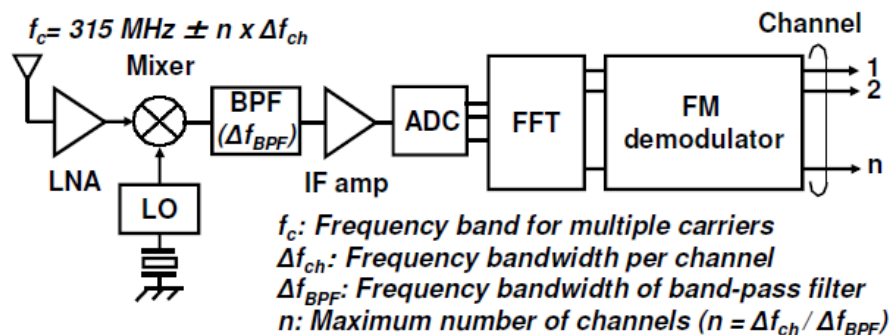 f_c= 315 MHz ± n x Δf_ch
Channel
Mixer
BPF
(Δf_BPF)
ADC
FFT
FM
demodulator
1
2
n
LNA
IF amp
LO
f_c: Frequency band for multiple carriers
Δf_ch: Frequency bandwidth per channel
Δf_BPF: Frequency bandwidth of band-pass filter
n: Maximum number of channels (n = Δf_ch / Δf_BPF)